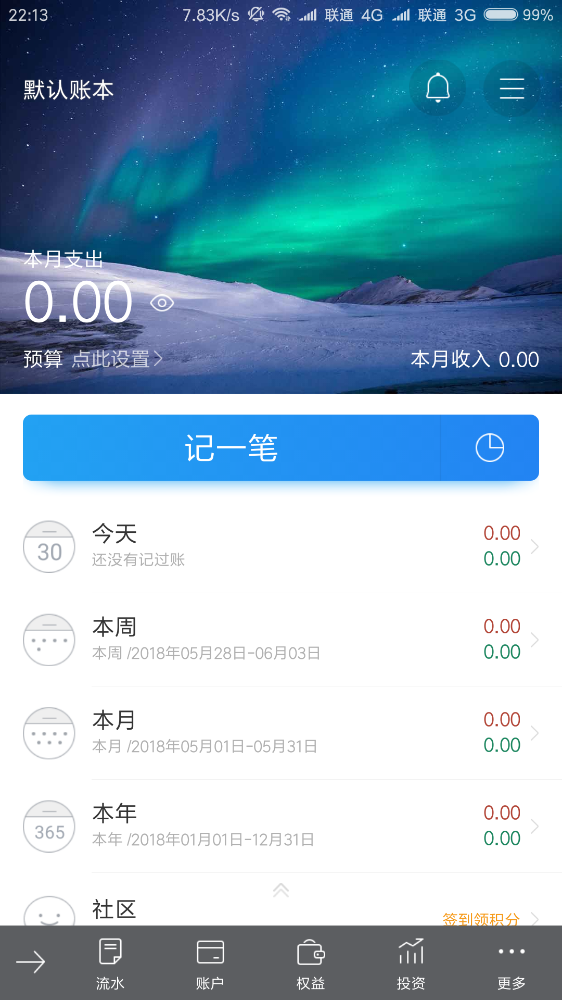 22:13 7.83K/s 联通 4G 联通 3G 99%
默认账本
本月支出
0.00
预算 点此设置 本月收入 0.00
记一笔
30 今天 0.00
还没有记过账 0.00
本周 0.00
本周 /2018年05月28日-06月03日 0.00
本月 0.00
本月 /2018年05月01日-05月31日 0.00
365 本年 0.00
本年 /2018年01月01日-12月31日 0.00
社区
签到领积分
流水 账户 权益 投资 更多